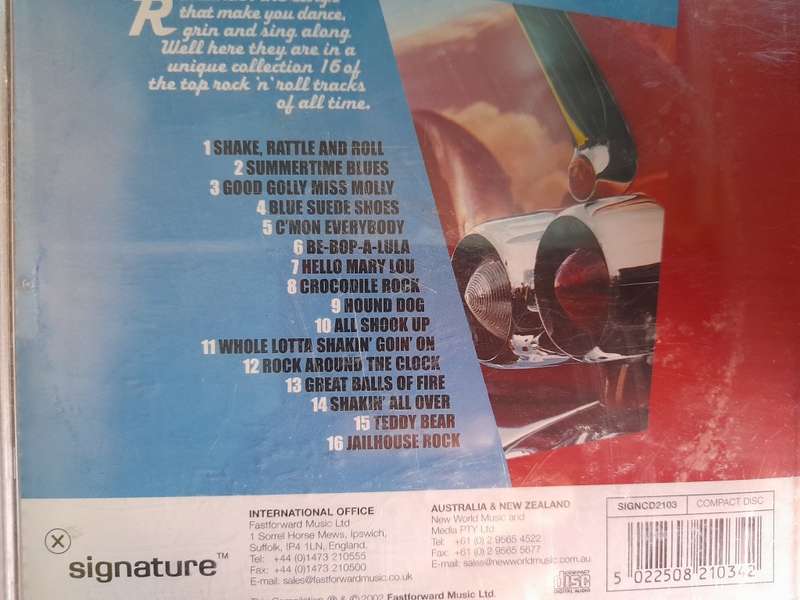 that make you dance,
grin and sing along.
Well here they are in a
unique collection 16 of
the top rock 'n' roll tracks
of all time.
1 SHAKE, RATTLE AND ROLL
2 SUMMERTIME BLUES
3 GOOD GOLLY MISS MOLLY
4 BLUE SUEDE SHOES
5 C'MON EVERYBODY
6 BE-BOP-A-LULA
7 HELLO MARY LOU
8 CROCODILE ROCK
9 HOUND DOG
10 ALL SHOOK UP
11 WHOLE LOTTA SHAKIN' GOIN' ON
12 ROCK AROUND THE CLOCK
13 GREAT BALLS OF FIRE
14 SHAKIN' ALL OVER
15 TEDDY BEAR
16 JAILHOUSE ROCK
signature™
INTERNATIONAL OFFICE
Fastforward Music Ltd
1 Sorrel Horse Mews, Ipswich,
Suffolk, IP4 1LN, England.
Tel: +44 (0)1473 210555
Fax: +44 (0)1473 210500
E-mail: sales@fastforwardmusic.co.uk
AUSTRALIA & NEW ZEALAND
New World Music and
Media PTY Ltd
Tel: +61 (0) 2 9565 4522
Fax: +61 (0) 2 9565 5677
E-mail: sales@newworldmusic.com.au
COMPACT
disc
DIGITAL AUDIO
SIGNCD2103 COMPACT DISC
5 022508 210342
This Compilation ℗ & © 2002 Fastforward Music Ltd.